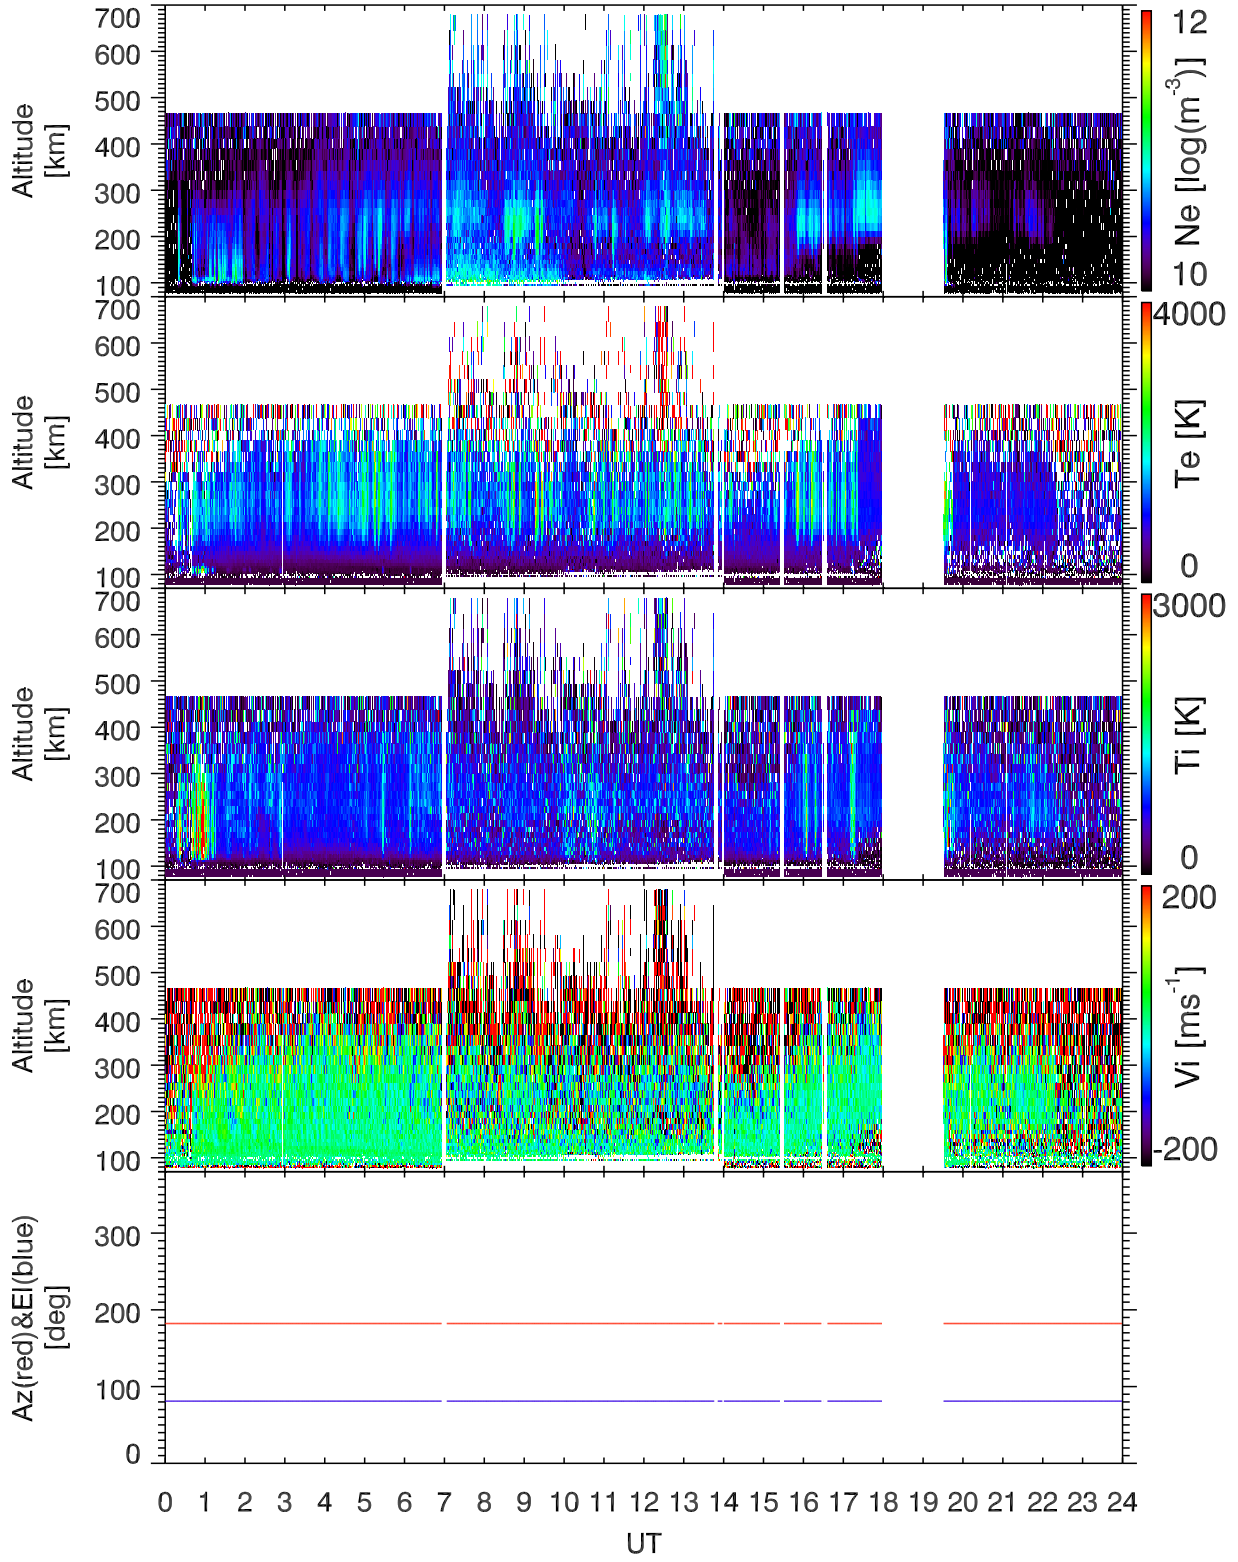 700
600
500
400
300
200
100
Altitude
[km]
12
Ne [log(m⁻³)]
10
700
600
500
400
300
200
100
Altitude
[km]
4000
Te [K]
0
700
600
500
400
300
200
100
Altitude
[km]
3000
Ti [K]
0
700
600
500
400
300
200
100
Altitude
[km]
200
Vi [ms⁻¹]
-200
300
200
100
0
Az(red)&El(blue)
[deg]
0 1 2 3 4 5 6 7 8 9 10 11 12 13 14 15 16 17 18 19 20 21 22 23 24
UT